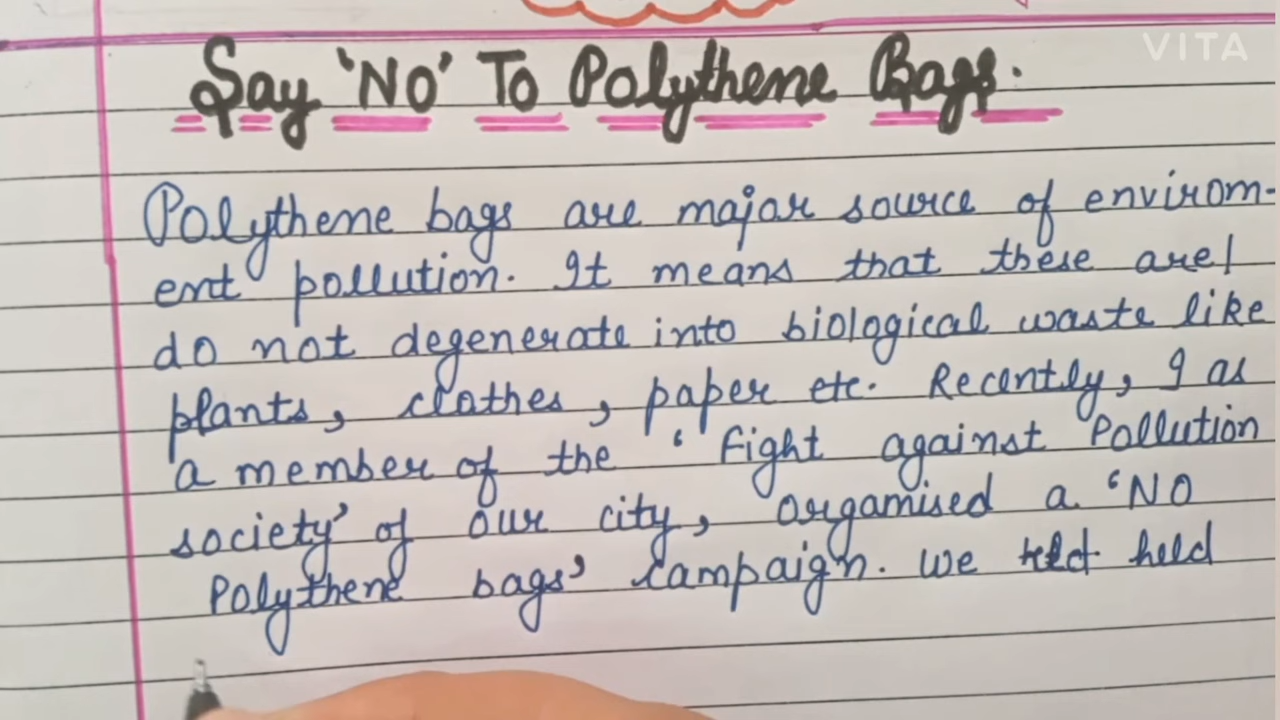 VITA
Say 'NO' To Polythene Bags.
Polythene bags are major source of envirom-
ent pollution. It means that these are/
do not degenerate into biological waste like
plants, clothes, paper etc. Recently, I as
a member of the 'Fight against Pollution
society' of our city, orgamised a 'NO
Polythene bags' campaign. we held